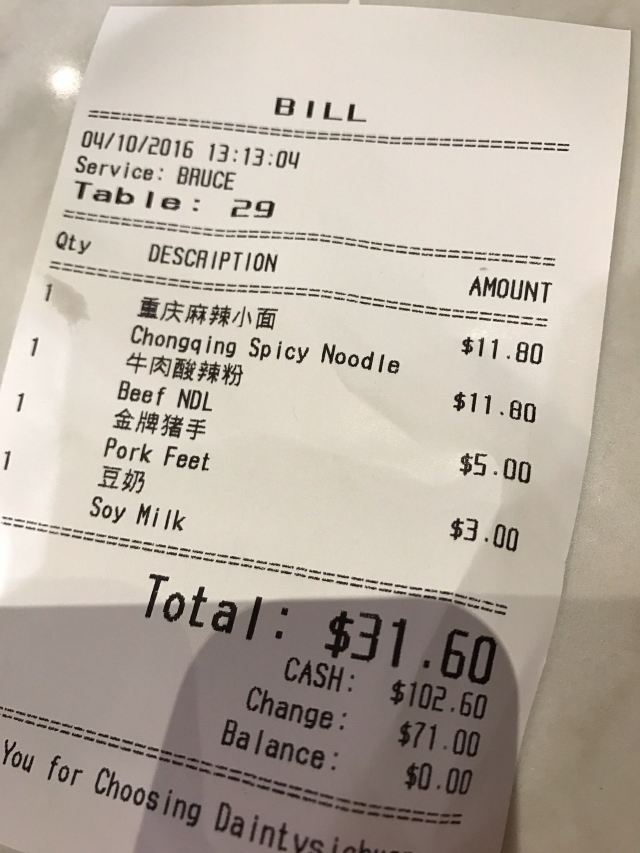 BILL
04/10/2016 13:13:04
Service: BRUCE
Table: 29
Qty DESCRIPTION AMOUNT
1 重庆麻辣小面 $11.80
Chongqing Spicy Noodle
1 牛肉酸辣粉 $11.80
Beef NDL
1 金牌猪手 $5.00
Pork Feet
1 豆奶 $3.00
Soy Milk
Total: $31.60
CASH: $102.60
Change: $71.00
Balance: $0.00
You for Choosing